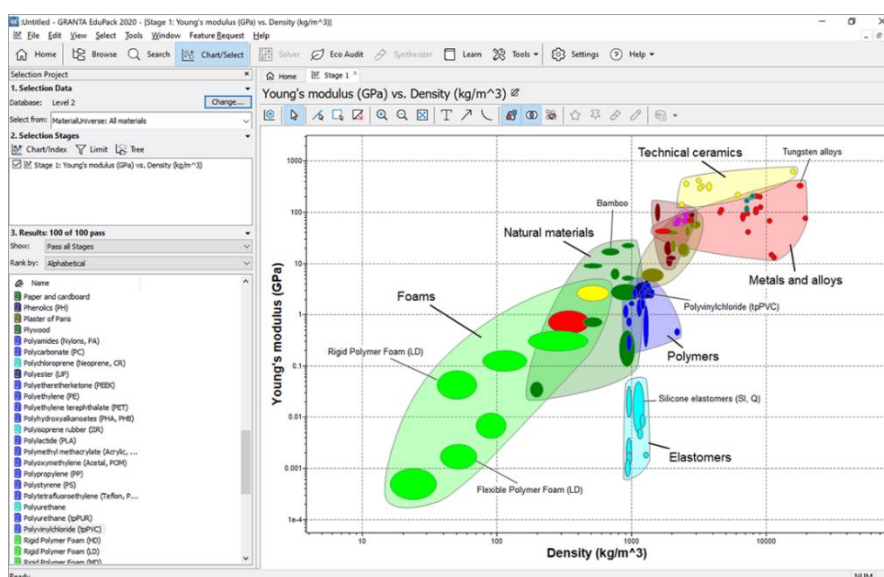 :Untitled - GRANTA EduPack 2020 - [Stage 1: Young's modulus (GPa) vs. Density (kg/m^3)]
File Edit View Select Tools Window Feature Request Help
Home Browse Search Chart/Select Solver Eco Audit Synthesizer Learn Tools Settings Help
Selection Project
1. Selection Data
Database: Level 2 Change...
Select from: MaterialUniverse: All materials
2. Selection Stages
Chart/Index Limit Tree
Stage 1: Young's modulus (GPa) vs. Density (kg/m^3)
3. Results: 100 of 100 pass
Show: Pass all Stages
Rank by: Alphabetical
Name
Paper and cardboard
Phenolics (PH)
Plaster of Paris
Plywood
Polyamides (Nylons, PA)
Polycarbonate (PC)
Polychloroprene (Neoprene, CR)
Polyester (UP)
Polyetheretherketone (PEEK)
Polyethylene (PE)
Polyethylene terephthalate (PET)
Polyhydroxyalkanoates (PHA, PHB)
Polyisoprene rubber (IIR)
Polylactide (PLA)
Polymethyl methacrylate (Acrylic, ...
Polyoxymethylene (Acetal, POM)
Polypropylene (PP)
Polystyrene (PS)
Polytetrafluoroethylene (Teflon, P...
Polyurethane
Polyurethane (tpPUR)
Polyvinylchloride (tpPVC)
Rigid Polymer Foam (HD)
Rigid Polymer Foam (LD)
Rigid Polymer Foam (MD)
Ready
Home Stage 1
Young's modulus (GPa) vs. Density (kg/m^3)
Young's modulus (GPa)
1000
100
10
1
0.1
0.01
0.001
1e-4
Technical ceramics
Tungsten alloys
Bamboo
Natural materials
Metals and alloys
Foams
Polyvinylchloride (tpPVC)
Rigid Polymer Foam (LD)
Polymers
Silicone elastomers (SI, Q)
Elastomers
Flexible Polymer Foam (LD)
10 100 1000 10000
Density (kg/m^3)
NUM